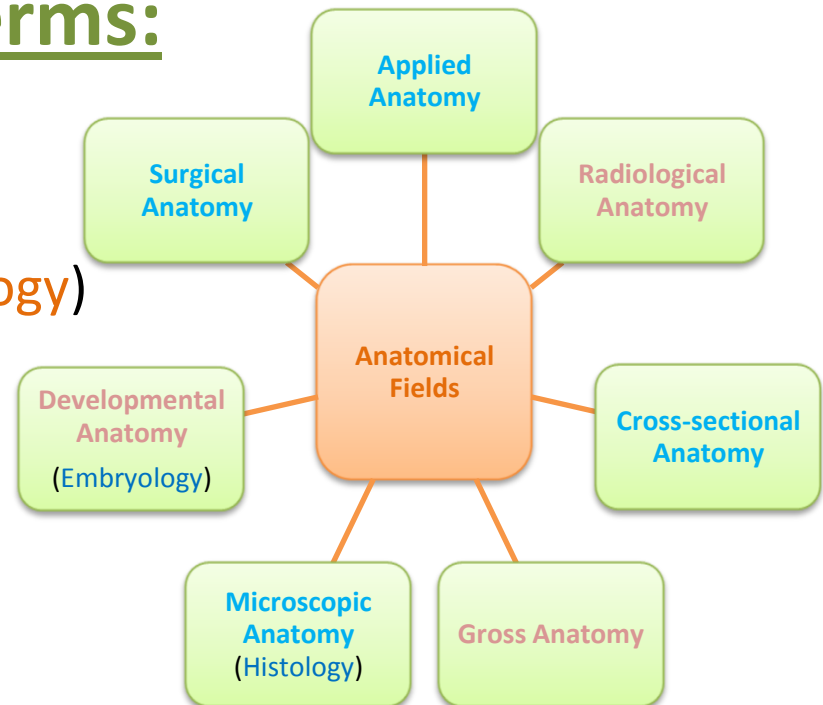 erms:
Applied
Anatomy
Surgical
Anatomy
Radiological
Anatomy
ogy)
Anatomical
Fields
Developmental
Anatomy
(Embryology)
Cross-sectional
Anatomy
Microscopic
Anatomy
(Histology)
Gross Anatomy